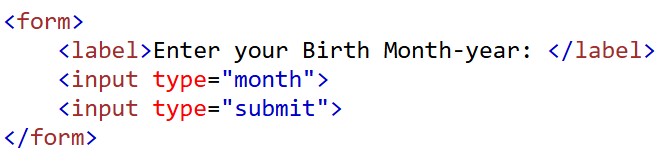 <form>
    <label>Enter your Birth Month-year: </label>
    <input type="month">
    <input type="submit">
</form>